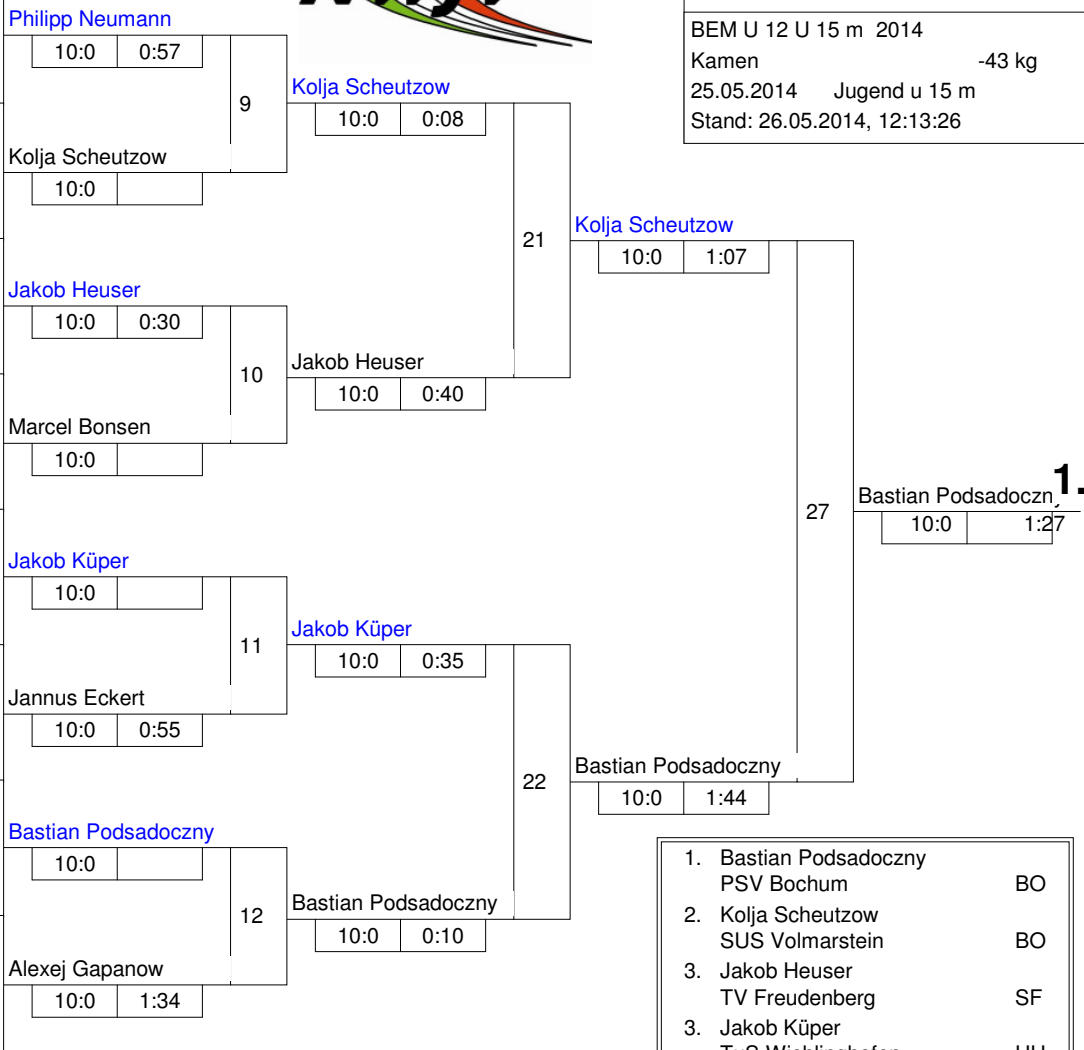 Philipp Neumann
10:0 0:57
BEM U 12 U 15 m 2014
Kamen -43 kg
25.05.2014 Jugend u 15 m
Stand: 26.05.2014, 12:13:26
9
Kolja Scheutzow
10:0 0:08
Kolja Scheutzow
10:0
21
Kolja Scheutzow
10:0 1:07
Jakob Heuser
10:0 0:30
10
Jakob Heuser
10:0 0:40
Marcel Bonsen
10:0
27
Bastian Podsadoczn 1.
10:0 1:27
Jakob Küper
10:0
11
Jakob Küper
10:0 0:35
Jannus Eckert
10:0 0:55
22
Bastian Podsadoczny
10:0 1:44
Bastian Podsadoczny
10:0
12
Bastian Podsadoczny
10:0 0:10
Alexej Gapanow
10:0 1:34
1. Bastian Podsadoczny
PSV Bochum BO
2. Kolja Scheutzow
SUS Volmarstein BO
3. Jakob Heuser
TV Freudenberg SF
3. Jakob Küper